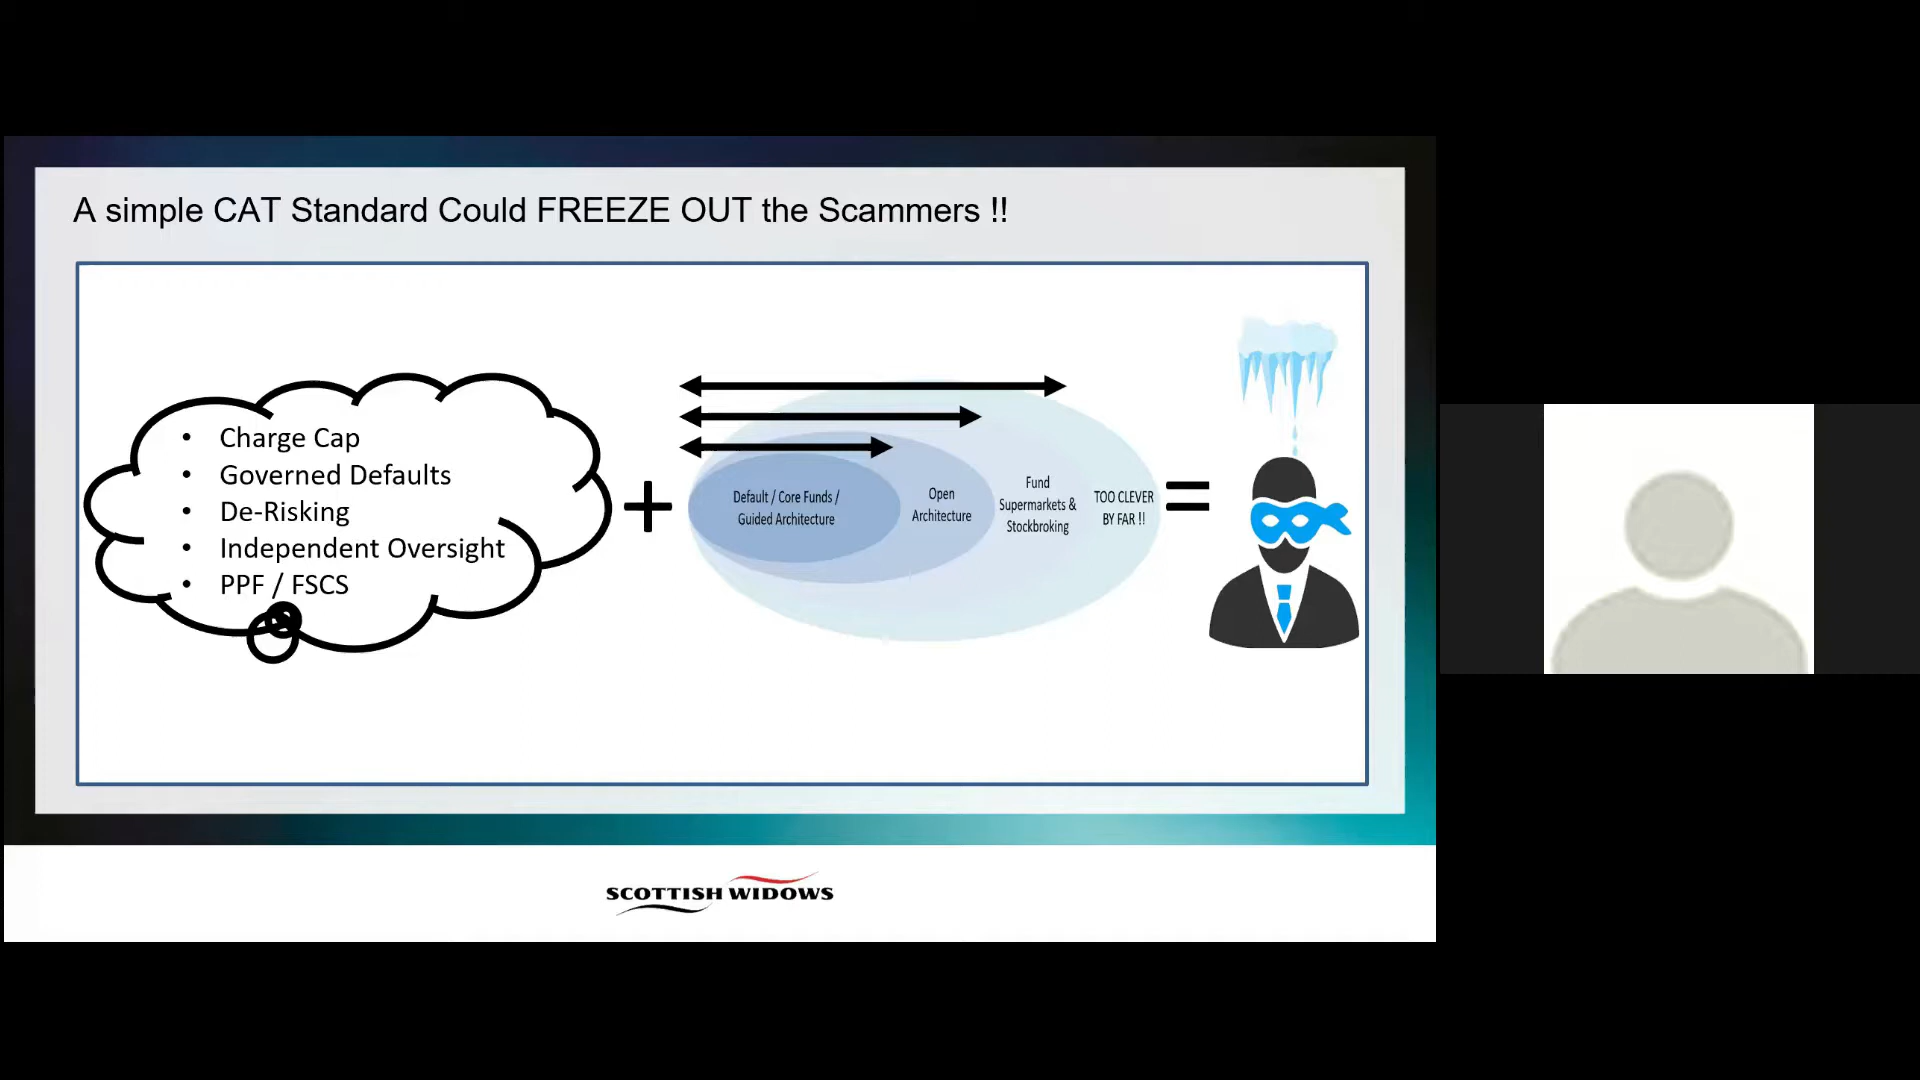 A simple CAT Standard Could FREEZE OUT the Scammers !!
• Charge Cap
• Governed Defaults
• De-Risking
• Independent Oversight
• PPF / FSCS
+
Default / Core Funds /
Guided Architecture
Open
Architecture
Fund
Supermarkets &
Stockbroking
TOO CLEVER
BY FAR !!
=
SCOTTISH WIDOWS